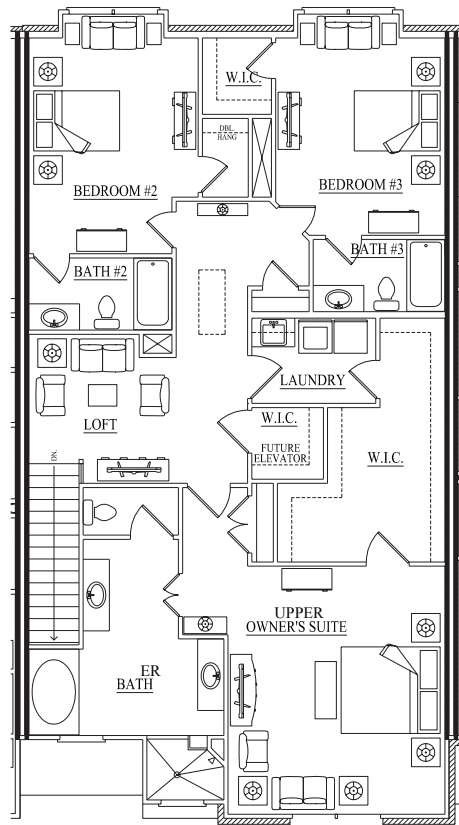 W.I.C.
DBL.
HANG
BEDROOM #2
BEDROOM #3
BATH #3
BATH #2
LAUNDRY
LOFT
W.I.C.
FUTURE
ELEVATOR
W.I.C.
DN.
UPPER
OWNER'S SUITE
ER
BATH